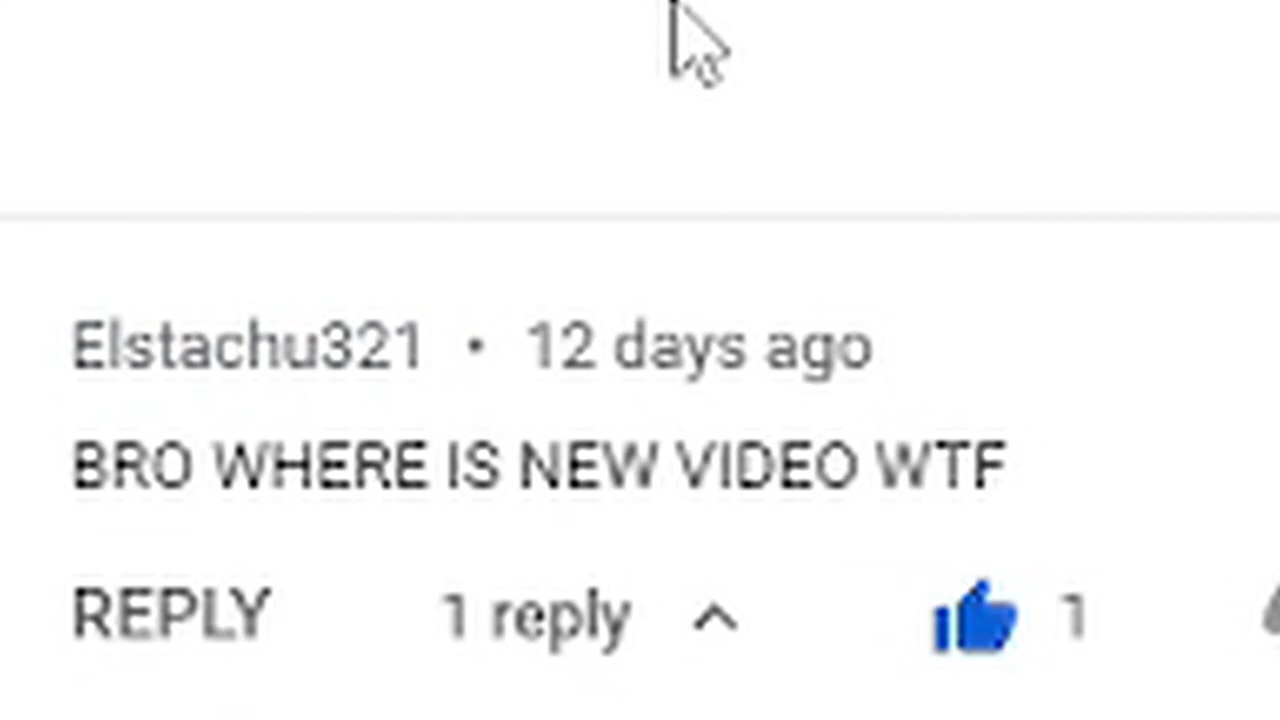 Elstachu321 • 12 days ago
BRO WHERE IS NEW VIDEO WTF
REPLY 1 reply 1